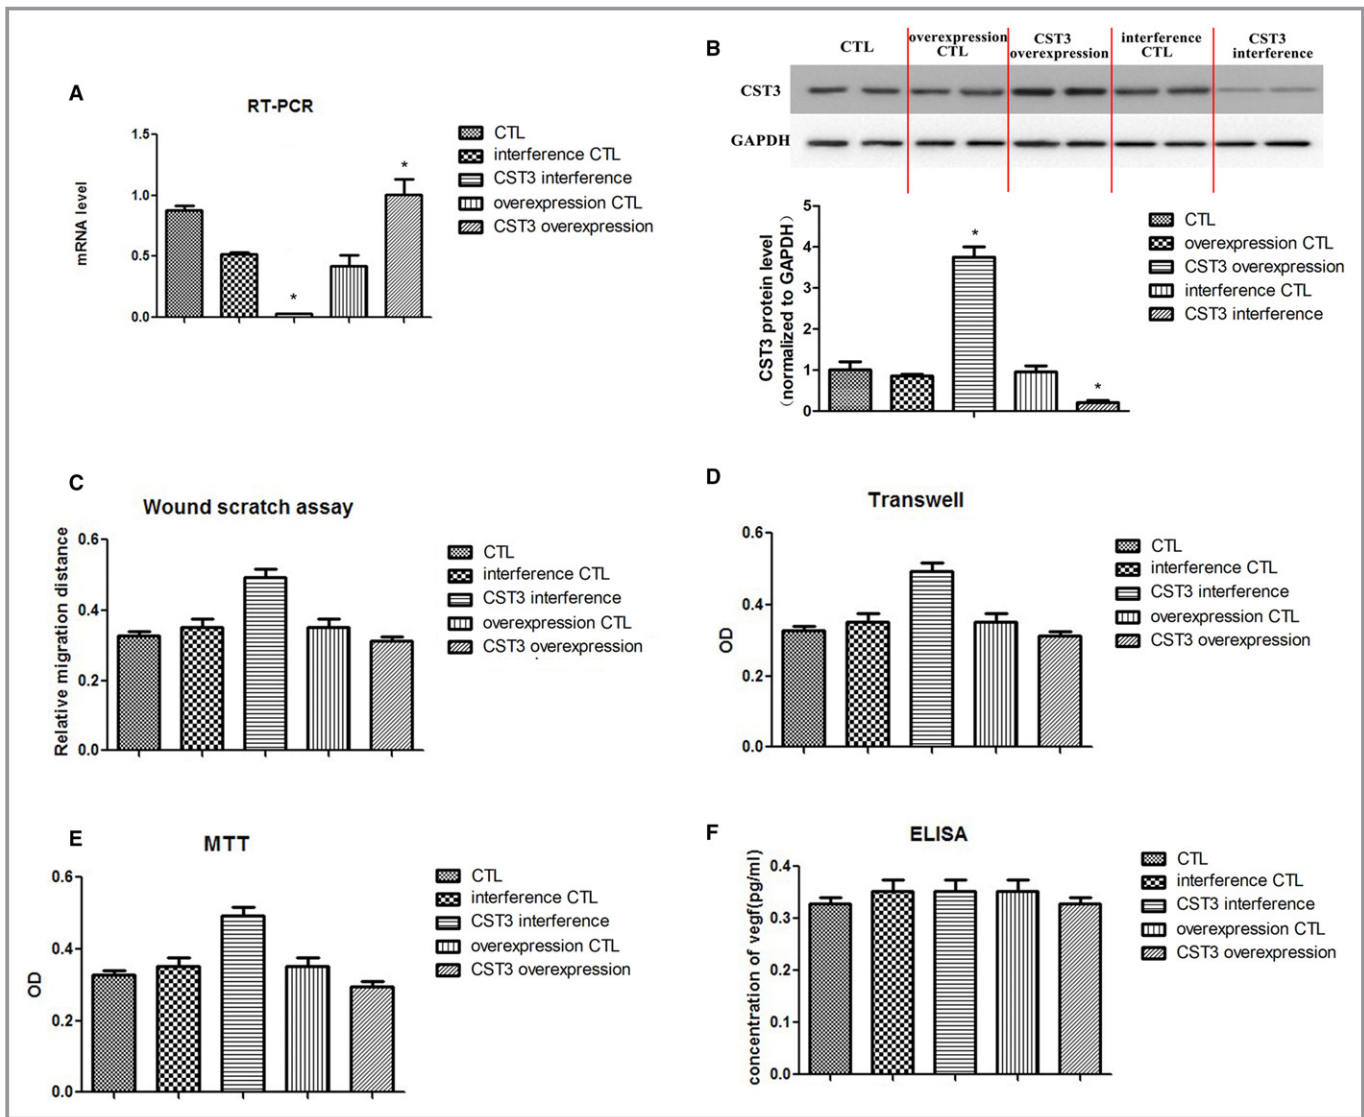 A
RT-PCR
mRNA level
1.5
1.0
0.5
0.0
*
*
CTL
interference CTL
CST3 interference
overexpression CTL
CST3 overexpression
B
CTL
overexpression
CTL
CST3
overexpression
interference
CTL
CST3
interference
CST3
GAPDH
CST3 protein level
(normalized to GAPDH)
5
4
3
2
1
0
*
*
CTL
overexpression CTL
CST3 overexpression
interference CTL
CST3 interference
C
Wound scratch assay
Relative migration distance
0.6
0.4
0.2
0.0
CTL
interference CTL
CST3 interference
overexpression CTL
CST3 overexpression
D
Transwell
OD
0.6
0.4
0.2
0.0
CTL
interference CTL
CST3 interference
overexpression CTL
CST3 overexpression
E
MTT
OD
0.6
0.4
0.2
0.0
CTL
interference CTL
CST3 interference
overexpression CTL
CST3 overexpression
F
ELISA
concentration of vegf(pg/ml)
0.4
0.3
0.2
0.1
0.0
CTL
interference CTL
CST3 interference
overexpression CTL
CST3 overexpression